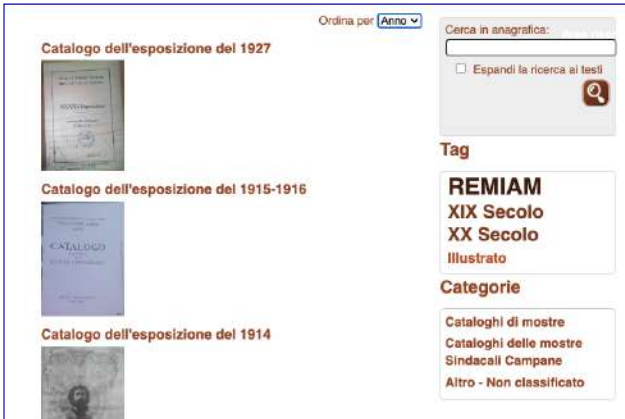 Ordina per Anno
Catalogo dell'esposizione del 1927
Catalogo dell'esposizione del 1915-1916
CATALOGO
Catalogo dell'esposizione del 1914
Cerca in anagrafica:
Espandi la ricerca ai testi
Tag
REMIAM
XIX Secolo
XX Secolo
Illustrato
Categorie
Cataloghi di mostre
Cataloghi delle mostre
Sindacali Campane
Altro - Non classificato